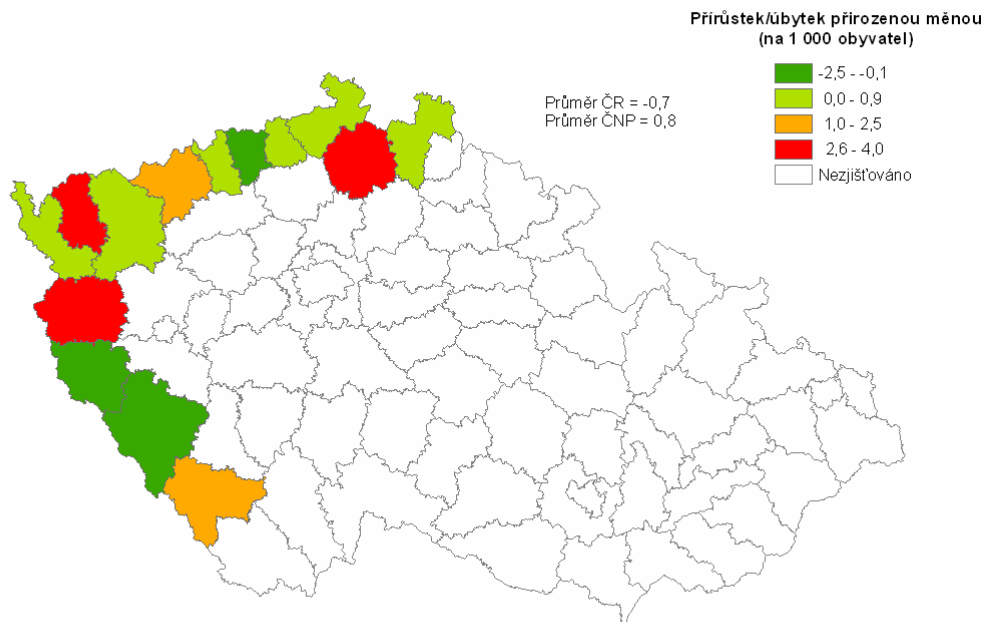 Přírůstek/úbytek přirozenou měnou
(na 1 000 obyvatel)
-2,5 - -0,1
0,0 - 0,9
1,0 - 2,5
2,6 - 4,0
Nezjišťováno
Průměr ČR = -0,7
Průměr ČNP = 0,8